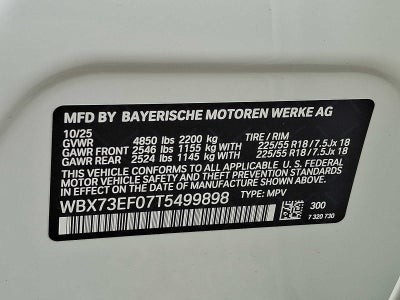 MFD BY BAYERISCHE MOTOREN WERKE AG
10/25
GVWR 4850 lbs 2200 kg TIRE / RIM
GAWR FRONT 2546 lbs 1155 kg 225/55 R18 / 7.5Jx 18
GAWR REAR 2524 lbs 1145 kg 225/55 R18 / 7.5Jx 18
THIS VEHICLE CONFORMS TO ALL APPLICABLE U.S. FEDERAL
MOTOR VEHICLE SAFETY, BUMPER, AND THEFT PREVENTION STANDARDS
IN EFFECT ON THE DATE OF MANUFACTURE SHOWN ABOVE.
WBX73EF07T5499898 TYPE: MPV
300
7 320 730